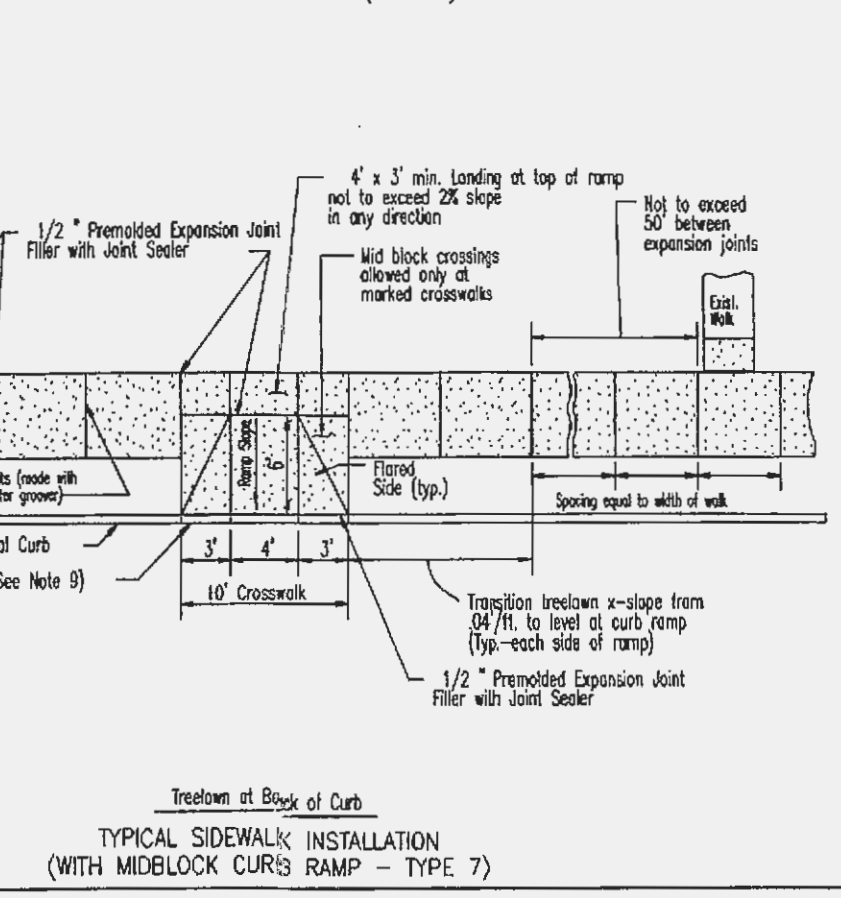 4' x 3' min. Landing at top of ramp
not to exceed 2% slope
in any direction
Not to exceed
50' between
expansion joints
1/2 " Premolded Expansion Joint
Filler with Joint Sealer
Mid block crossings
allowed only at
marked crosswalks
Exist.
Walk
Ramp Slope
6'
Flared
Side (typ.)
ts (made with
ter groover)
Spacing equal to width of walk
al Curb
3'
4'
3'
See Note 9)
10' Crosswalk
Transition treelawn x-slope from
.04'/ft. to level at curb ramp
(Typ.-each side of ramp)
1/2 " Premolded Expansion Joint
Filler with Joint Sealer
Treelawn at Back of Curb
TYPICAL SIDEWALK INSTALLATION
(WITH MIDBLOCK CURB RAMP - TYPE 7)